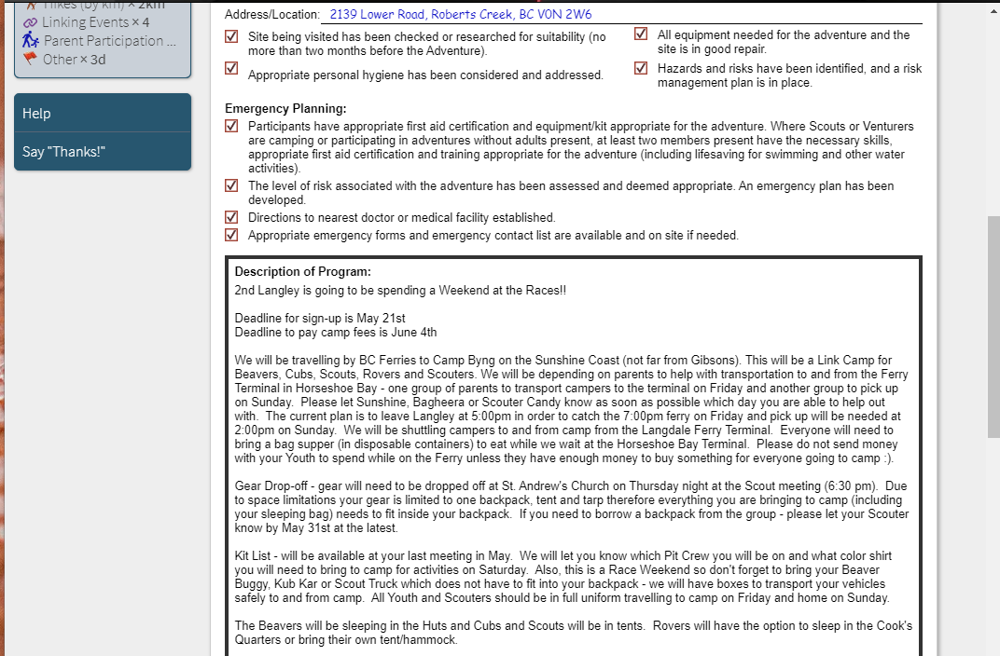 Hikes (by km) × 2km
Linking Events × 4
Parent Participation ...
Other × 3d
Help
Say "Thanks!"
Address/Location: 2139 Lower Road, Roberts Creek, BC V0N 2W6
Site being visited has been checked or researched for suitability (no
more than two months before the Adventure).
Appropriate personal hygiene has been considered and addressed.
All equipment needed for the adventure and the
site is in good repair.
Hazards and risks have been identified, and a risk
management plan is in place.
Emergency Planning:
Participants have appropriate first aid certification and equipment/kit appropriate for the adventure. Where Scouts or Venturers
are camping or participating in adventures without adults present, at least two members present have the necessary skills,
appropriate first aid certification and training appropriate for the adventure (including lifesaving for swimming and other water
activities).
The level of risk associated with the adventure has been assessed and deemed appropriate. An emergency plan has been
developed.
Directions to nearest doctor or medical facility established.
Appropriate emergency forms and emergency contact list are available and on site if needed.
Description of Program:
2nd Langley is going to be spending a Weekend at the Races!!
Deadline for sign-up is May 21st
Deadline to pay camp fees is June 4th
We will be travelling by BC Ferries to Camp Byng on the Sunshine Coast (not far from Gibsons). This will be a Link Camp for
Beavers, Cubs, Scouts, Rovers and Scouters. We will be depending on parents to help with transportation to and from the Ferry
Terminal in Horseshoe Bay - one group of parents to transport campers to the terminal on Friday and another group to pick up
on Sunday. Please let Sunshine, Bagheera or Scouter Candy know as soon as possible which day you are able to help out
with. The current plan is to leave Langley at 5:00pm in order to catch the 7:00pm ferry on Friday and pick up will be needed at
2:00pm on Sunday. We will be shuttling campers to and from camp from the Langdale Ferry Terminal. Everyone will need to
bring a bag supper (in disposable containers) to eat while we wait at the Horseshoe Bay Terminal. Please do not send money
with your Youth to spend while on the Ferry unless they have enough money to buy something for everyone going to camp :).
Gear Drop-off - gear will need to be dropped off at St. Andrew's Church on Thursday night at the Scout meeting (6:30 pm). Due
to space limitations your gear is limited to one backpack, tent and tarp therefore everything you are bringing to camp (including
your sleeping bag) needs to fit inside your backpack. If you need to borrow a backpack from the group - please let your Scouter
know by May 31st at the latest.
Kit List - will be available at your last meeting in May. We will let you know which Pit Crew you will be on and what color shirt
you will need to bring to camp for activities on Saturday. Also, this is a Race Weekend so don't forget to bring your Beaver
Buggy, Kub Kar or Scout Truck which does not have to fit into your backpack - we will have boxes to transport your vehicles
safely to and from camp. All Youth and Scouters should be in full uniform travelling to camp on Friday and home on Sunday.
The Beavers will be sleeping in the Huts and Cubs and Scouts will be in tents. Rovers will have the option to sleep in the Cook's
Quarters or bring their own tent/hammock.